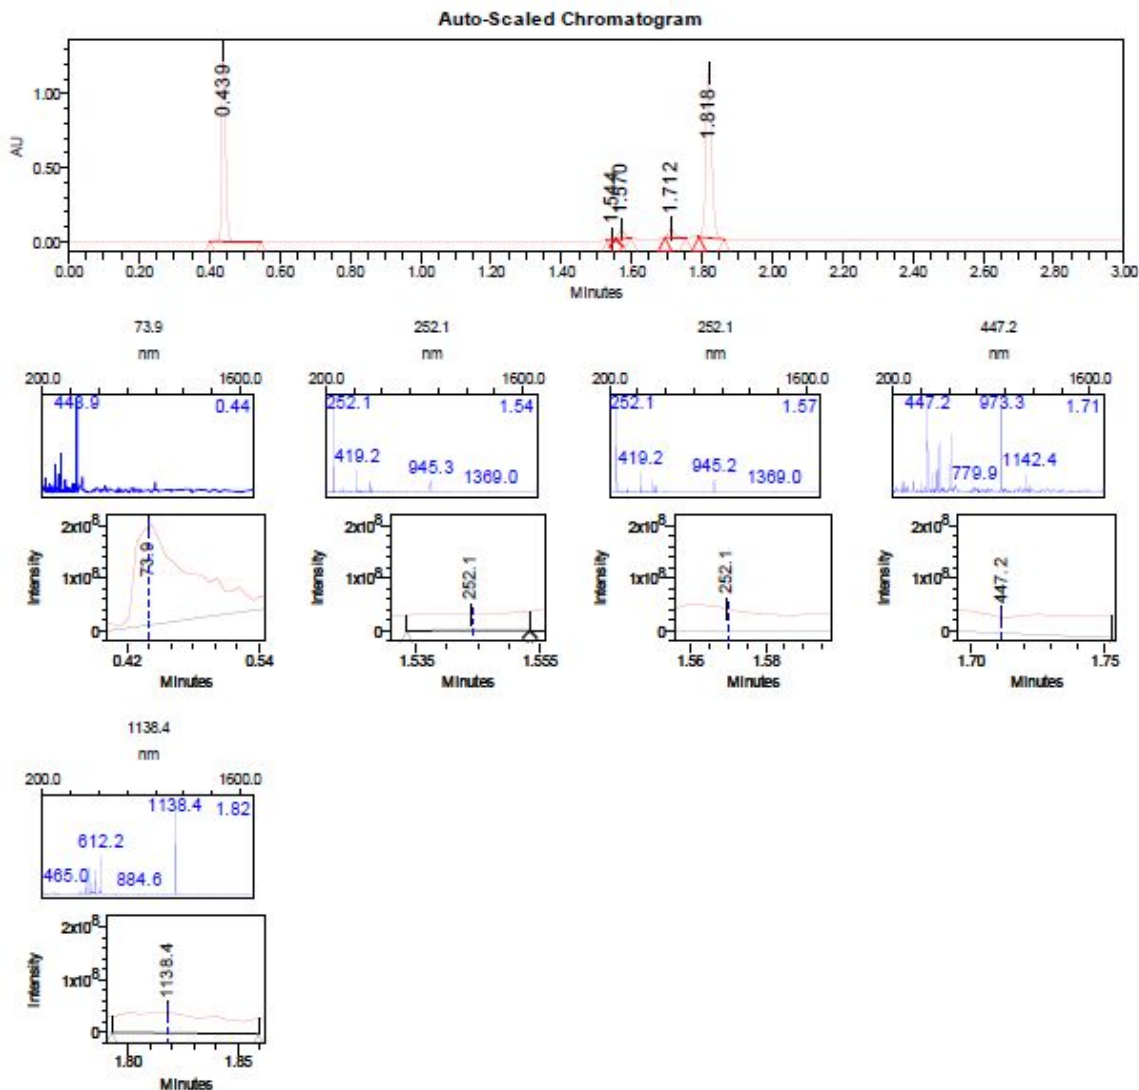 Auto-Scaled Chromatogram
AU
1.00
0.50
0.00
0.439
1.544
1.570
1.712
1.818
0.00 0.20 0.40 0.60 0.80 1.00 1.20 1.40 1.60 1.80 2.00 2.20 2.40 2.60 2.80 3.00
Minutes
73.9 252.1 252.1 447.2
nm nm nm nm
200.0 1600.0 200.0 1600.0 200.0 1600.0 200.0 1600.0
0.44 252.1 1.54 252.1 1.57 447.2 973.3 1.71
419.2 945.3 1369.0 419.2 945.2 1369.0 779.9 1142.4
Intensity 2x10⁸ 1x10⁸ 0 73.9
Intensity 2x10⁸ 1x10⁸ 0 252.1
Intensity 2x10⁸ 1x10⁸ 0 252.1
Intensity 2x10⁸ 1x10⁸ 0 447.2
0.42 0.54 1.535 1.555 1.56 1.58 1.70 1.75
Minutes Minutes Minutes Minutes
1138.4
nm
200.0 1600.0
1138.4 1.82
612.2
465.0 884.6
Intensity 2x10⁸ 1x10⁸ 0 1138.4
1.80 1.85
Minutes